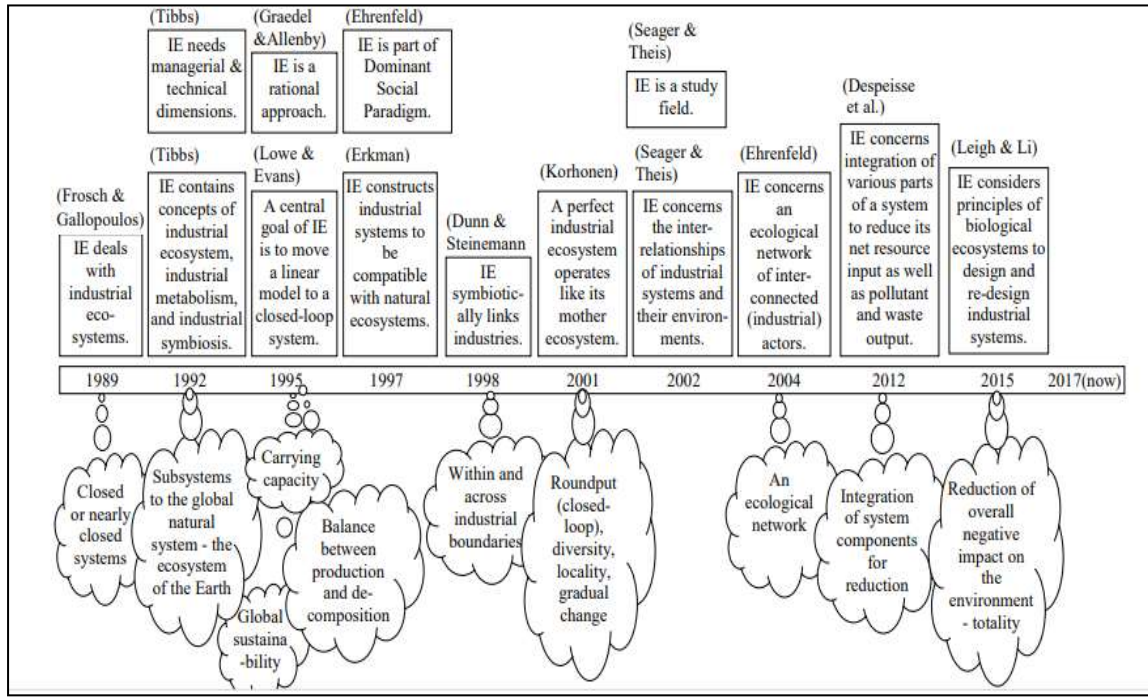 (Tibbs)
IE needs
managerial &
technical
dimensions.
(Graedel
&Allenby)
IE is a
rational
approach.
(Ehrenfeld)
IE is part of
Dominant
Social
Paradigm.
(Seager &
Theis)
IE is a study
field.
(Frosch &
Gallopoulos)
IE deals
with
industrial
eco-
systems.
(Tibbs)
IE contains
concepts of
industrial
ecosystem,
industrial
metabolism,
and industrial
symbiosis.
(Lowe &
Evans)
A central
goal of IE
is to move
a linear
model to a
closed-loop
system.
(Erkman)
IE constructs
industrial
systems to
be
compatible
with natural
ecosystems.
(Dunn &
Steinemann
IE
symbiotic-
ally links
industries.
(Korhonen)
A perfect
industrial
ecosystem
operates
like its
mother
ecosystem.
(Seager &
Theis)
IE concerns
the inter-
relationships
of industrial
systems and
their environ-
ments.
(Ehrenfeld)
IE concerns
an
ecological
network
of inter-
connected
(industrial)
actors.
(Despeisse
et al.)
IE concerns
integration of
various parts
of a system
to reduce its
net resource
input as well
as pollutant
and waste
output.
(Leigh & Li)
IE considers
principles of
biological
ecosystems to
design and
re-design
industrial
systems.
1989 1992 1995 1997 1998 2001 2002 2004 2012 2015 2017(now)
Closed
or nearly
closed
systems
Subsystems
to the global
natural
system - the
ecosystem
of the Earth
Carrying
capacity
Global
sustaina
-bility
Balance
between
production
and de-
composition
Within and
across
industrial
boundaries
Roundput
(closed-
loop),
diversity,
locality,
gradual
change
An
ecological
network
Integration
of system
components
for
reduction
Reduction of
overall
negative
impact on
the
environment
- totality